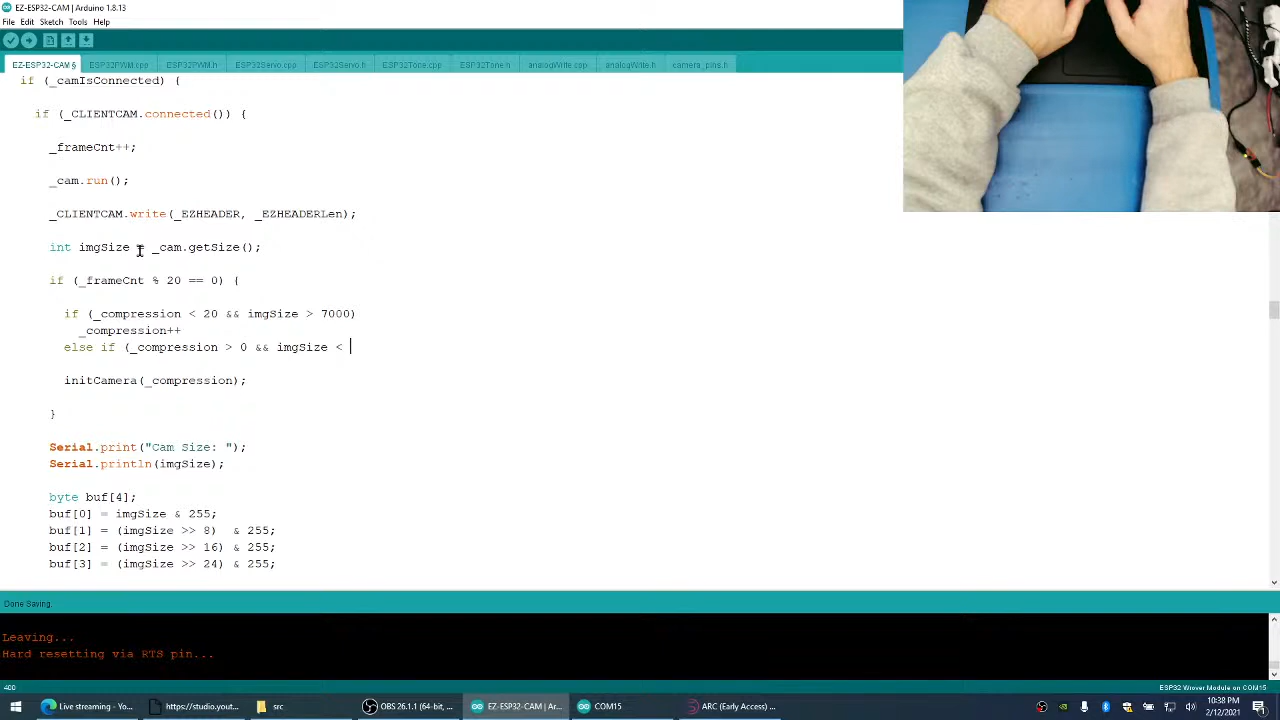 EZ-ESP32-CAM | Arduino 1.8.13
File Edit Sketch Tools Help
EZ-ESP32-CAM § ESP32PWM.cpp ESP32PWM.h ESP32Servo.cpp ESP32Servo.h ESP32Tone.cpp ESP32Tone.h analogWrite.cpp analogWrite.h camera_pins.h
if (_camIsConnected) {
if (_CLIENTCAM.connected()) {
_frameCnt++;
_cam.run();
_CLIENTCAM.write(_EZHEADER, _EZHEADERLen);
int imgSize = _cam.getSize();
if (_frameCnt % 20 == 0) {
if (_compression < 20 && imgSize > 7000)
_compression++
else if (_compression > 0 && imgSize <
initCamera(_compression);
}
Serial.print("Cam Size: ");
Serial.println(imgSize);
byte buf[4];
buf[0] = imgSize & 255;
buf[1] = (imgSize >> 8) & 255;
buf[2] = (imgSize >> 16) & 255;
buf[3] = (imgSize >> 24) & 255;
Done Saving.
Leaving...
Hard resetting via RTS pin...
400 ESP32 Wrover Module on COM15
Live streaming - Yo... https://studio.yout... src OBS 26.1.1 (64-bit, ... EZ-ESP32-CAM | Ar... COM15 ARC (Early Access) ... 10:38 PM
2/12/2021